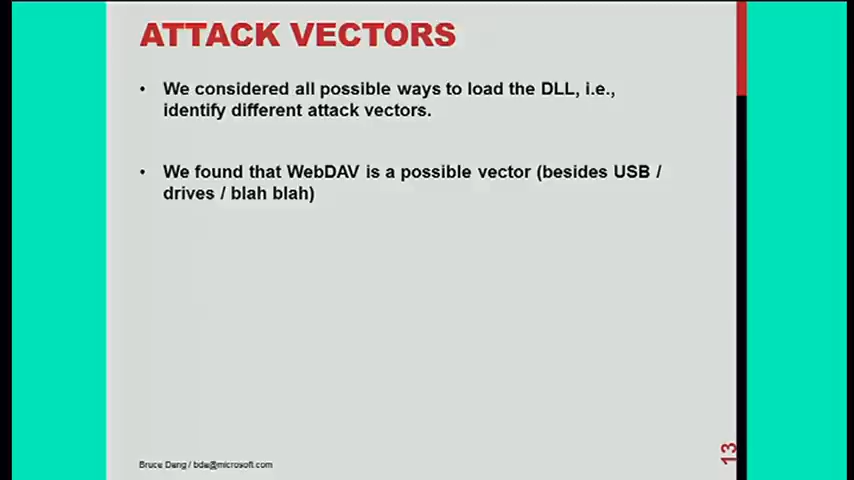 ATTACK VECTORS
• We considered all possible ways to load the DLL, i.e.,
identify different attack vectors.
• We found that WebDAV is a possible vector (besides USB /
drives / blah blah)
Bruce Dang / bda@microsoft.com
13